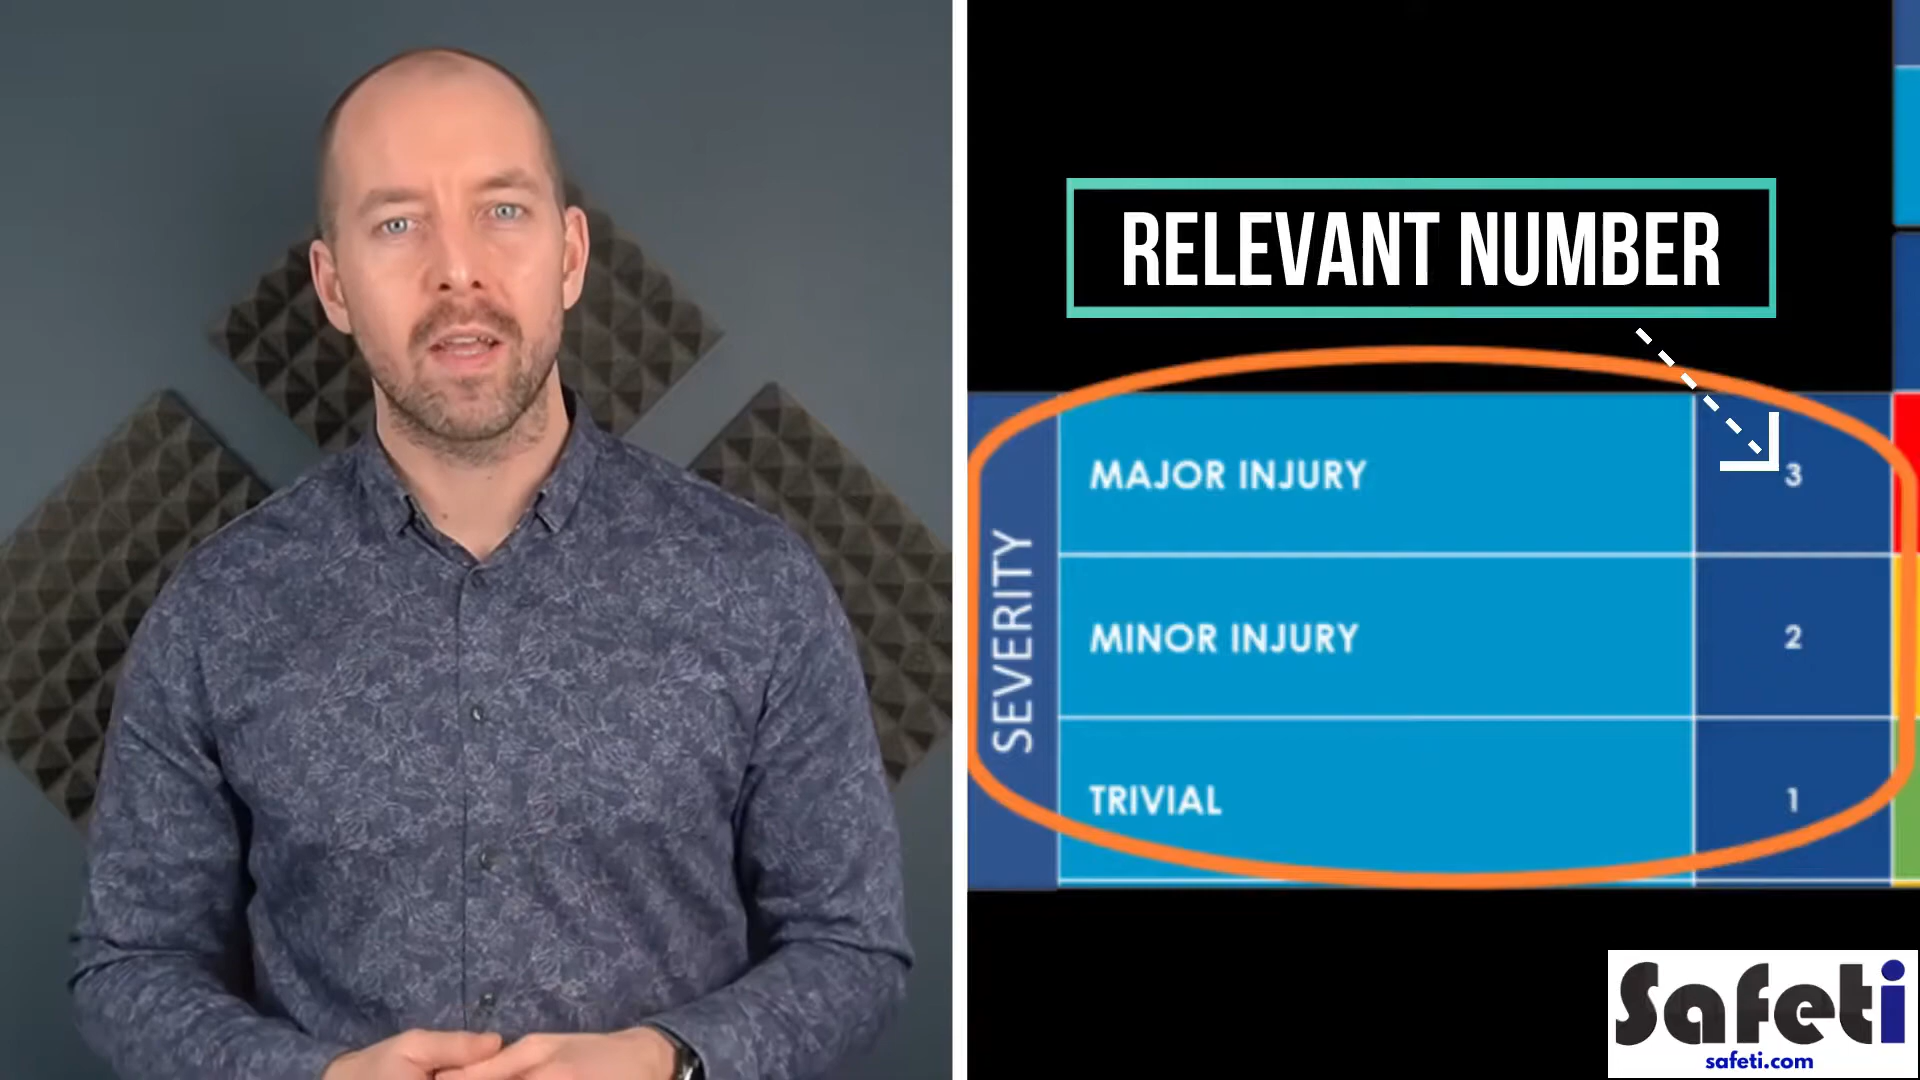 RELEVANT NUMBER
SEVERITY
MAJOR INJURY 3
MINOR INJURY 2
TRIVIAL 1
Safeti
safeti.com